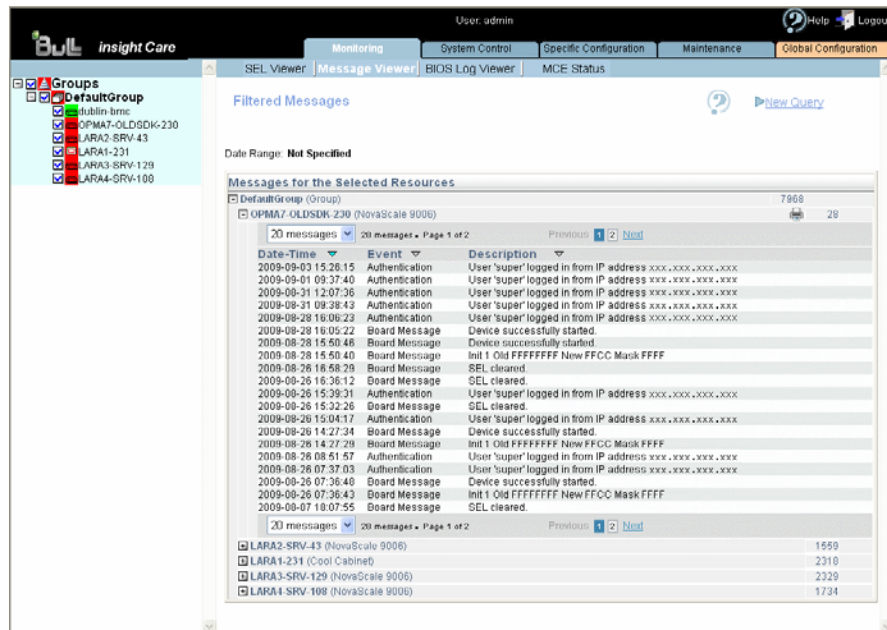 User: admin
Help Logou
Bull insight Care
Monitoring System Control Specific Configuration Maintenance Global Configuration
SEL Viewer Message Viewer BIOS Log Viewer MCE Status
Groups
DefaultGroup
dublin-bmc
OPMA7-OLDSDK-230
LARA2-SRV-43
LARA1-231
LARA3-SRV-129
LARA4-SRV-108
Filtered Messages
New Query
Date Range: Not Specified
Messages for the Selected Resources
DefaultGroup (Group) 7968
OPMA7-OLDSDK-230 (NovaScale 9006) 28
20 messages 28 messages - Page 1 of 2 Previous 1 2 Next
Date-Time Event Description
2009-09-03 15:26:15 Authentication User 'super' logged in from IP address xxx.xxx.xxx.xxx
2009-09-01 09:37:40 Authentication User 'super' logged in from IP address xxx.xxx.xxx.xxx
2009-08-31 12:07:36 Authentication User 'super' logged in from IP address xxx.xxx.xxx.xxx
2009-08-31 09:38:43 Authentication User 'super' logged in from IP address xxx.xxx.xxx.xxx
2009-08-28 16:06:23 Authentication User 'super' logged in from IP address xxx.xxx.xxx.xxx
2009-08-28 16:05:22 Board Message Device successfully started.
2009-08-28 15:50:46 Board Message Device successfully started.
2009-08-28 15:50:40 Board Message Init 1 Old FFFFFFFF New FFCC Mask FFFF
2009-08-26 16:58:29 Board Message SEL cleared.
2009-08-26 16:36:12 Board Message SEL cleared.
2009-08-26 15:39:31 Authentication User 'super' logged in from IP address xxx.xxx.xxx.xxx
2009-08-26 15:32:26 Board Message SEL cleared.
2009-08-26 15:04:17 Authentication User 'super' logged in from IP address xxx.xxx.xxx.xxx
2009-08-26 14:27:34 Board Message Device successfully started.
2009-08-26 14:27:29 Board Message Init 1 Old FFFFFFFF New FFCC Mask FFFF
2009-08-26 08:51:57 Authentication User 'super' logged in from IP address xxx.xxx.xxx.xxx
2009-08-26 07:37:03 Authentication User 'super' logged in from IP address xxx.xxx.xxx.xxx
2009-08-26 07:36:48 Board Message Device successfully started.
2009-08-26 07:36:43 Board Message Init 1 Old FFFFFFFF New FFCC Mask FFFF
2009-08-07 18:07:55 Board Message SEL cleared.
20 messages 28 messages - Page 1 of 2 Previous 1 2 Next
LARA2-SRV-43 (NovaScale 9006) 1559
LARA1-231 (Cool Cabinet) 2318
LARA3-SRV-129 (NovaScale 9006) 2329
LARA4-SRV-108 (NovaScale 9006) 1734